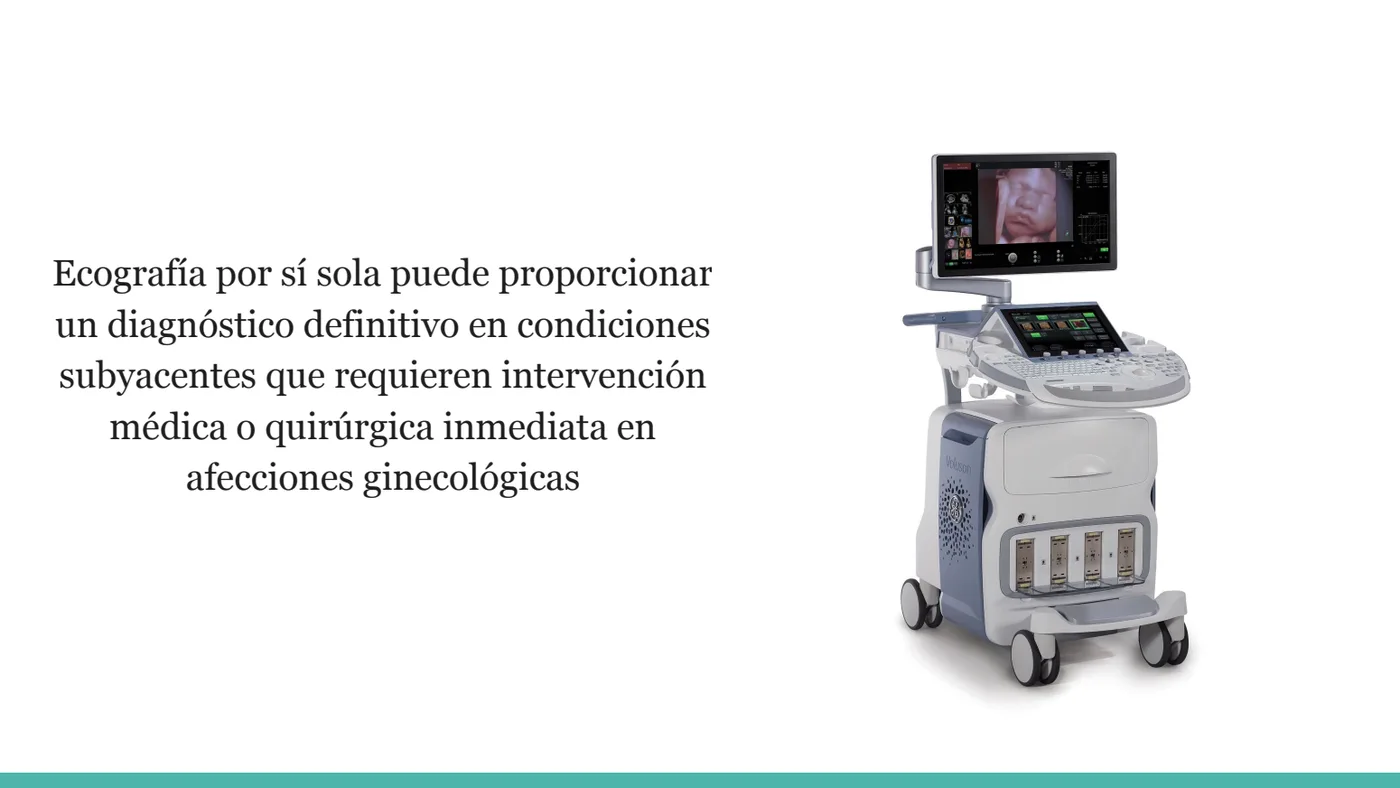 Ecografía por sí sola puede proporcionar
un diagnóstico definitivo en condiciones
subyacentes que requieren intervención
médica o quirúrgica inmediata en
afecciones ginecológicas
Voluson